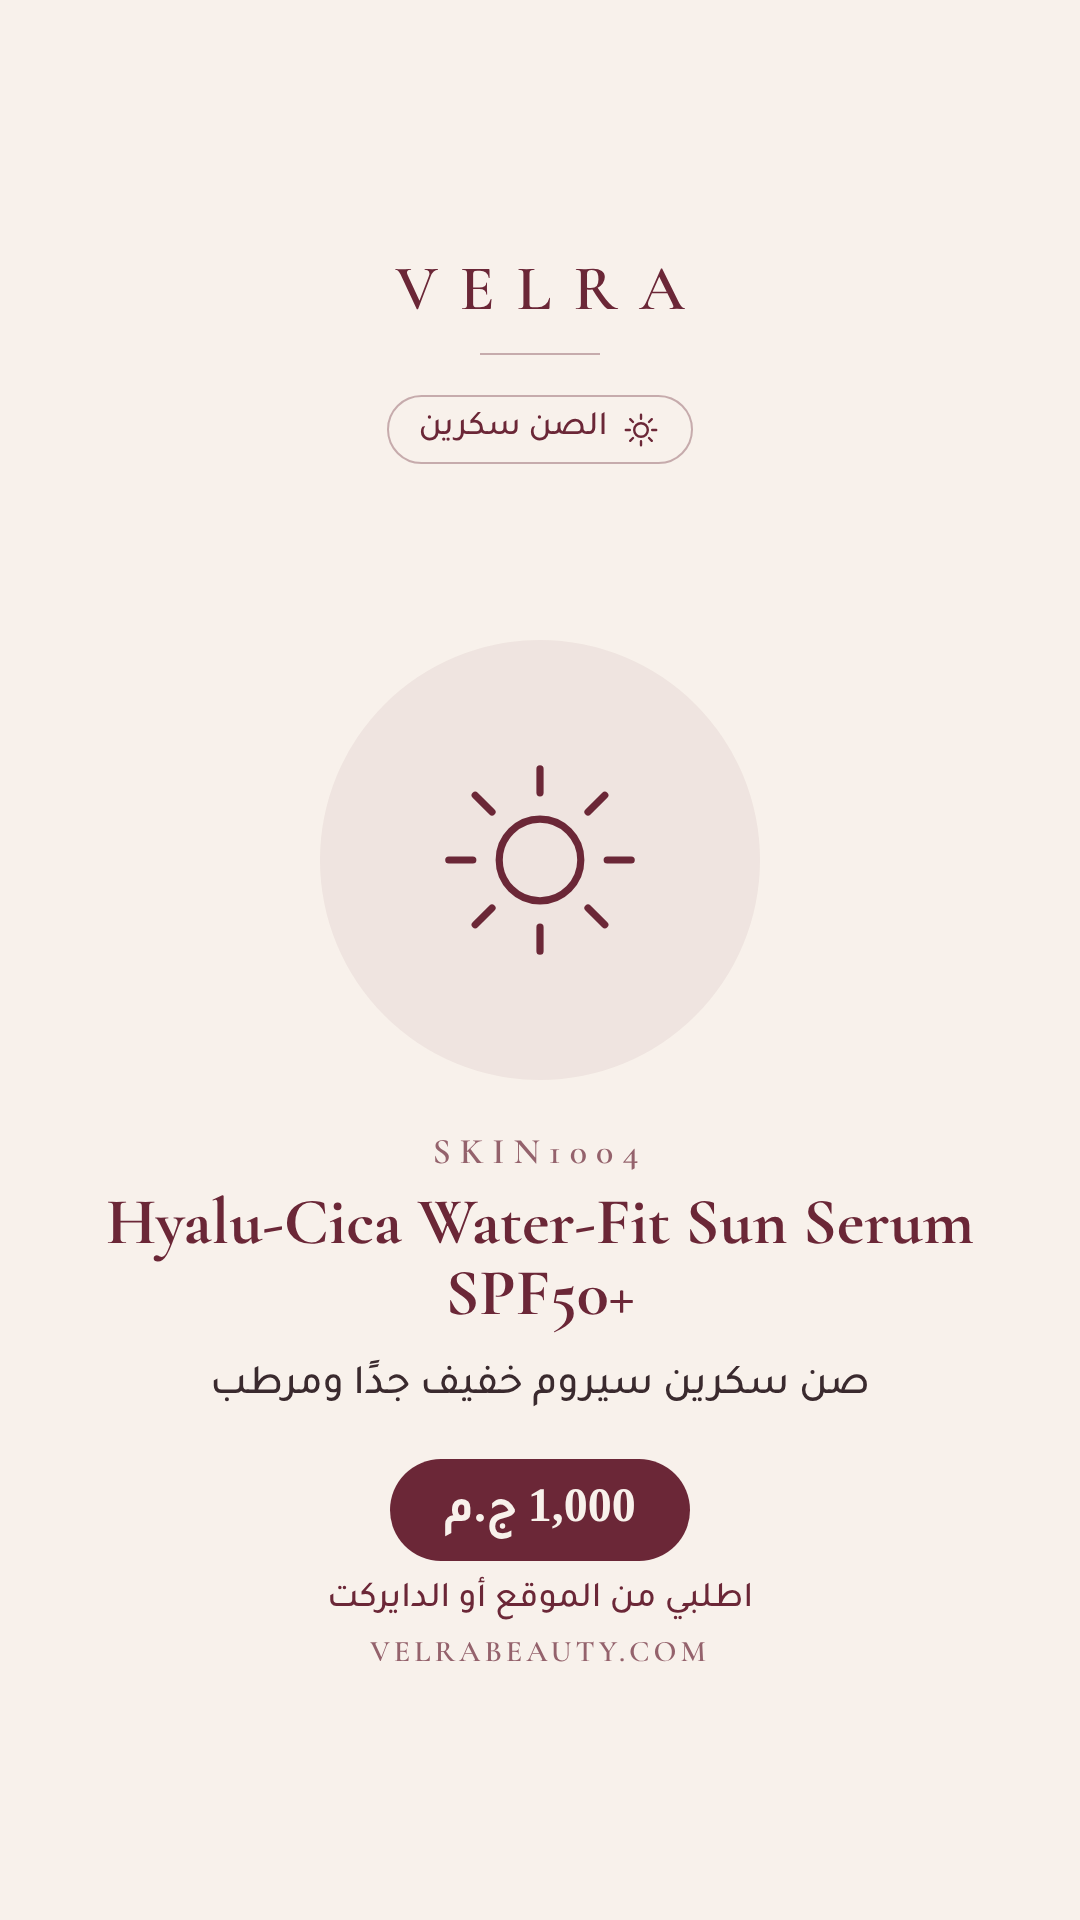 VELRA
الصن سكرين
SKIN1004
Hyalu-Cica Water-Fit Sun Serum
SPF50+
صن سكرين سيروم خفيف جدًا ومرطب
1,000 ج.م
اطلبي من الموقع أو الدايركت
VELRABEAUTY.COM